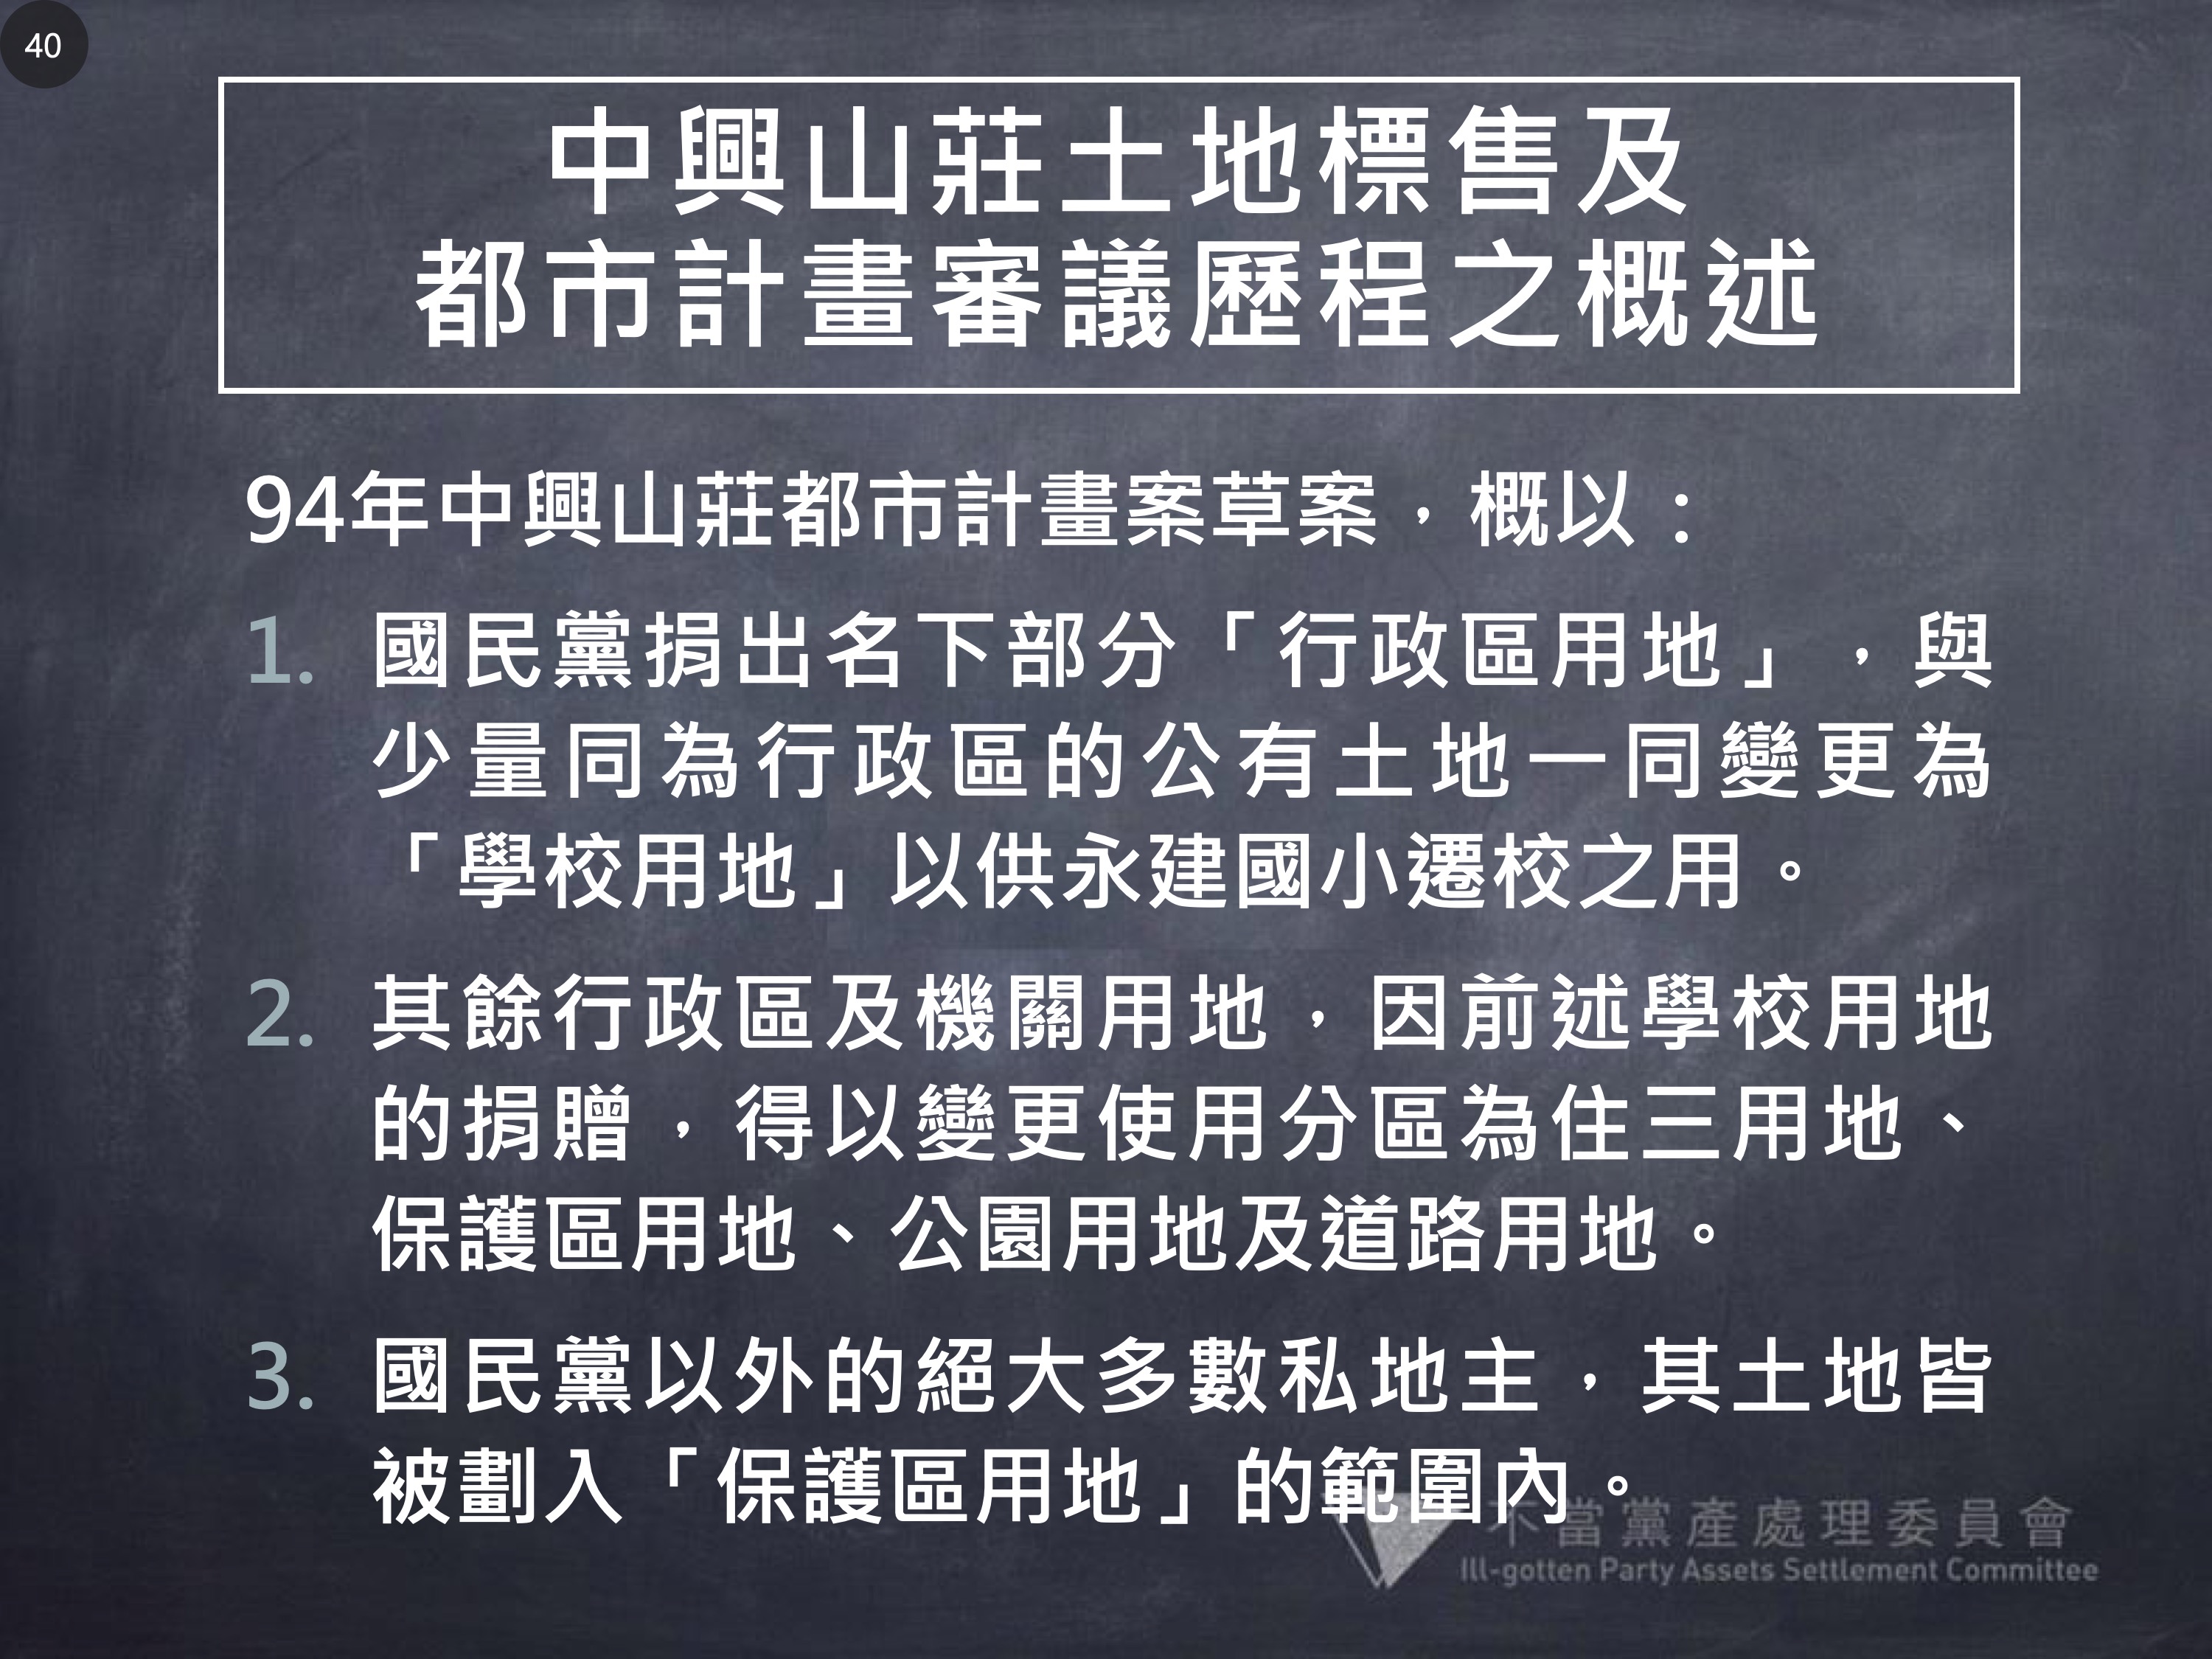 40
中興山莊土地標售及
都市計畫審議歷程之概述
94年中興山莊都市計畫案草案，概以：
1. 國民黨捐出名下部分「行政區用地」，與
少量同為行政區的公有土地一同變更為
「學校用地」以供永建國小遷校之用。
2. 其餘行政區及機關用地，因前述學校用地
的捐贈，得以變更使用分區為住三用地、
保護區用地、公園用地及道路用地。
3. 國民黨以外的絕大多數私地主，其土地皆
被劃入「保護區用地」的範圍內。
不當黨產處理委員會
Ill-gotten Party Assets Settlement Committee